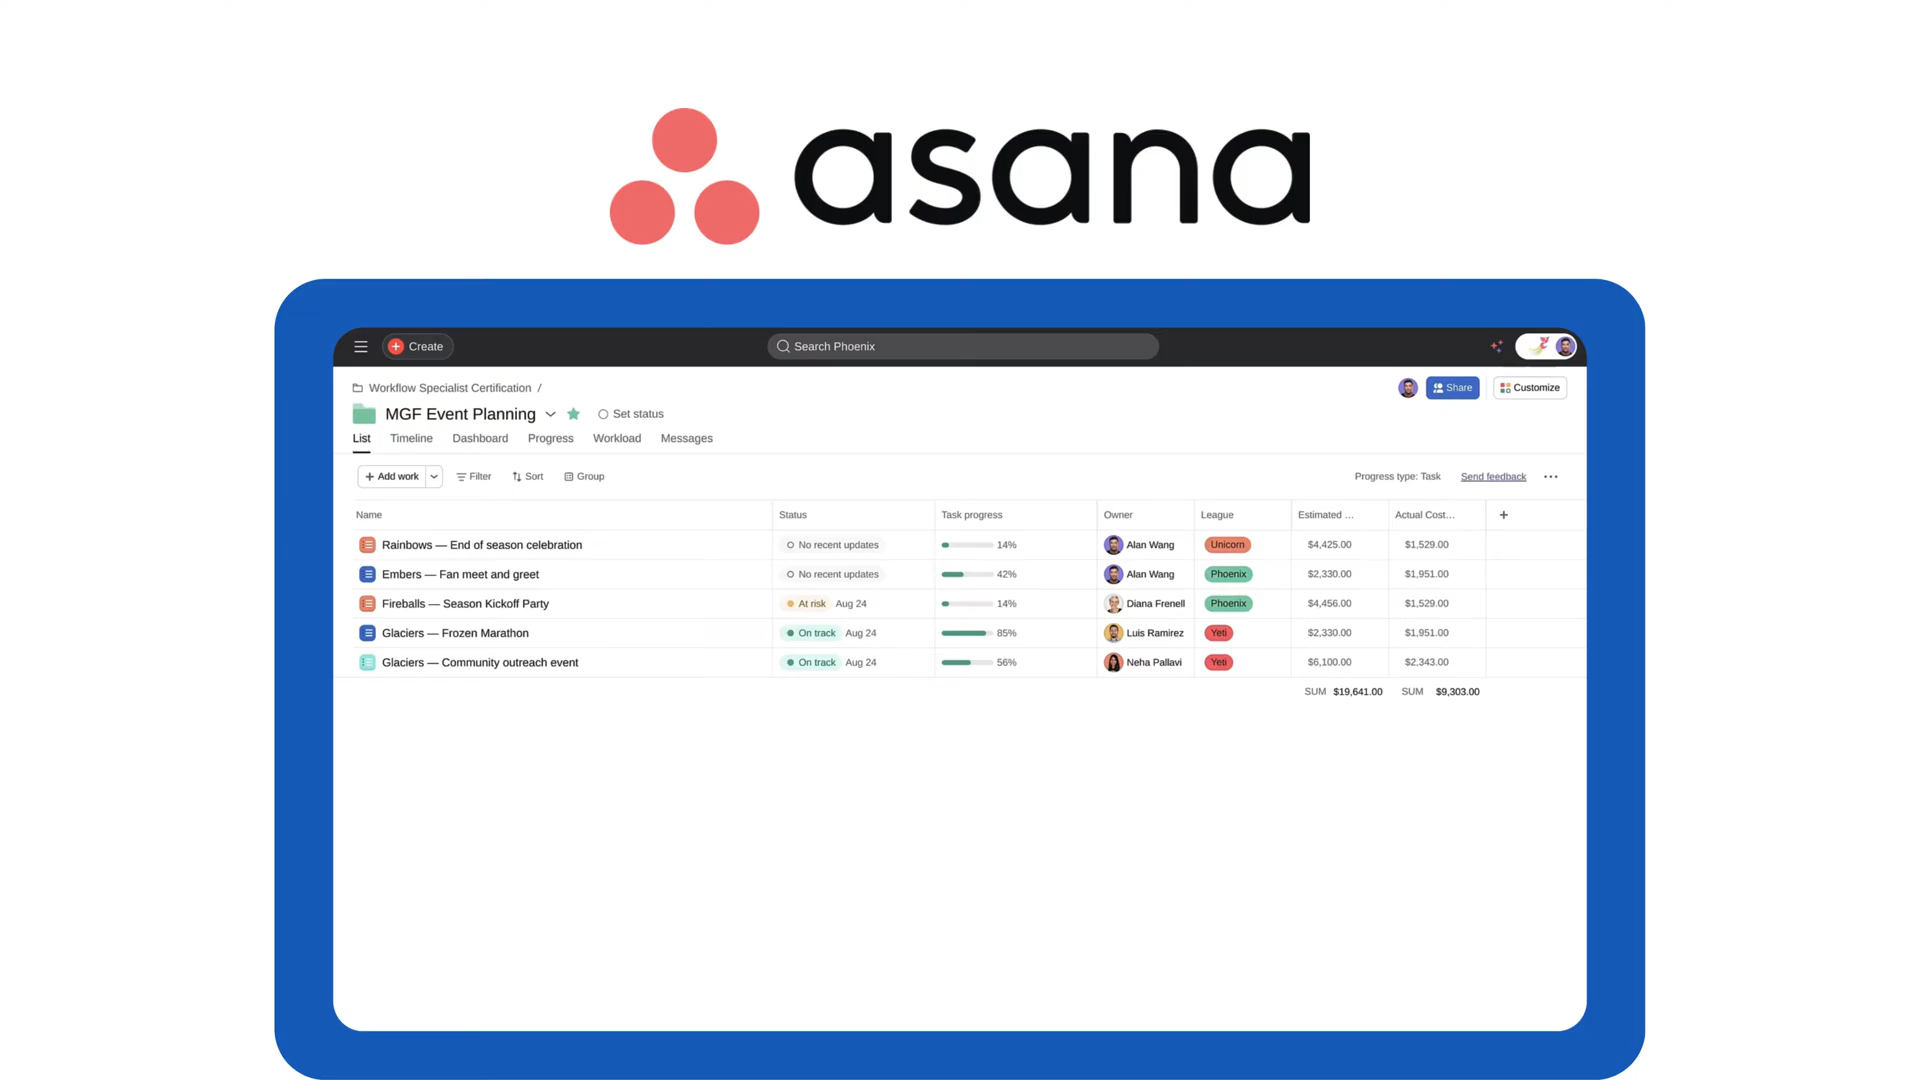 asana
Create
Search Phoenix
Workflow Specialist Certification /
Share
Customize
MGF Event Planning
Set status
List Timeline Dashboard Progress Workload Messages
+ Add work Filter Sort Group Progress type: Task Send feedback ...
Name Status Task progress Owner League Estimated ... Actual Cost... +
Rainbows — End of season celebration No recent updates 14% Alan Wang Unicorn $4,425.00 $1,529.00
Embers — Fan meet and greet No recent updates 42% Alan Wang Phoenix $2,330.00 $1,951.00
Fireballs — Season Kickoff Party At risk Aug 24 14% Diana Frenell Phoenix $4,456.00 $1,529.00
Glaciers — Frozen Marathon On track Aug 24 85% Luis Ramirez Yeti $2,330.00 $1,951.00
Glaciers — Community outreach event On track Aug 24 56% Neha Pallavi Yeti $6,100.00 $2,343.00
SUM $19,641.00 SUM $9,303.00